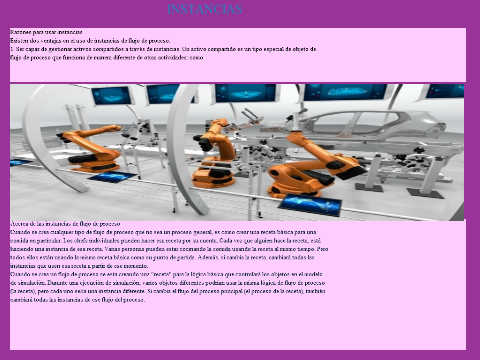 INSTANCIAS
Razones para usar instancias
Existen dos ventajas en el uso de instancias de flujo de proceso.
1. Ser capaz de gestionar activos compartidos a través de instancias. Un activo compartido es un tipo especial de objeto de
flujo de proceso que funciona de manera diferente de otras actividades como
Acerca de las instancias de flujo de proceso
Cuando se crea cualquier tipo de flujo de proceso que no sea un proceso general, es como crear una receta básica para una
comida en particular. Los chefs individuales pueden hacer esa receta por su cuenta. Cada vez que alguien hace la receta, está
haciendo una instancia de esa receta. Varias personas pueden estar cocinando la comida usando la receta al mismo tiempo. Pero
todos ellos están usando la misma receta básica como su punto de partida. Además, si cambia la receta, cambiará todas las
instancias que usen esa receta a partir de ese momento.
Cuando se crea un flujo de proceso se está creando una "receta" para la lógica básica que controlará los objetos en el modelo
de simulación. Durante una ejecución de simulación, varios objetos diferentes podrían usar la misma lógica de flujo de proceso
(la receta), pero cada uno sería una instancia diferente. Si cambia el flujo del proceso principal (el proceso de la receta), también
cambiará todas las instancias de ese flujo del proceso.